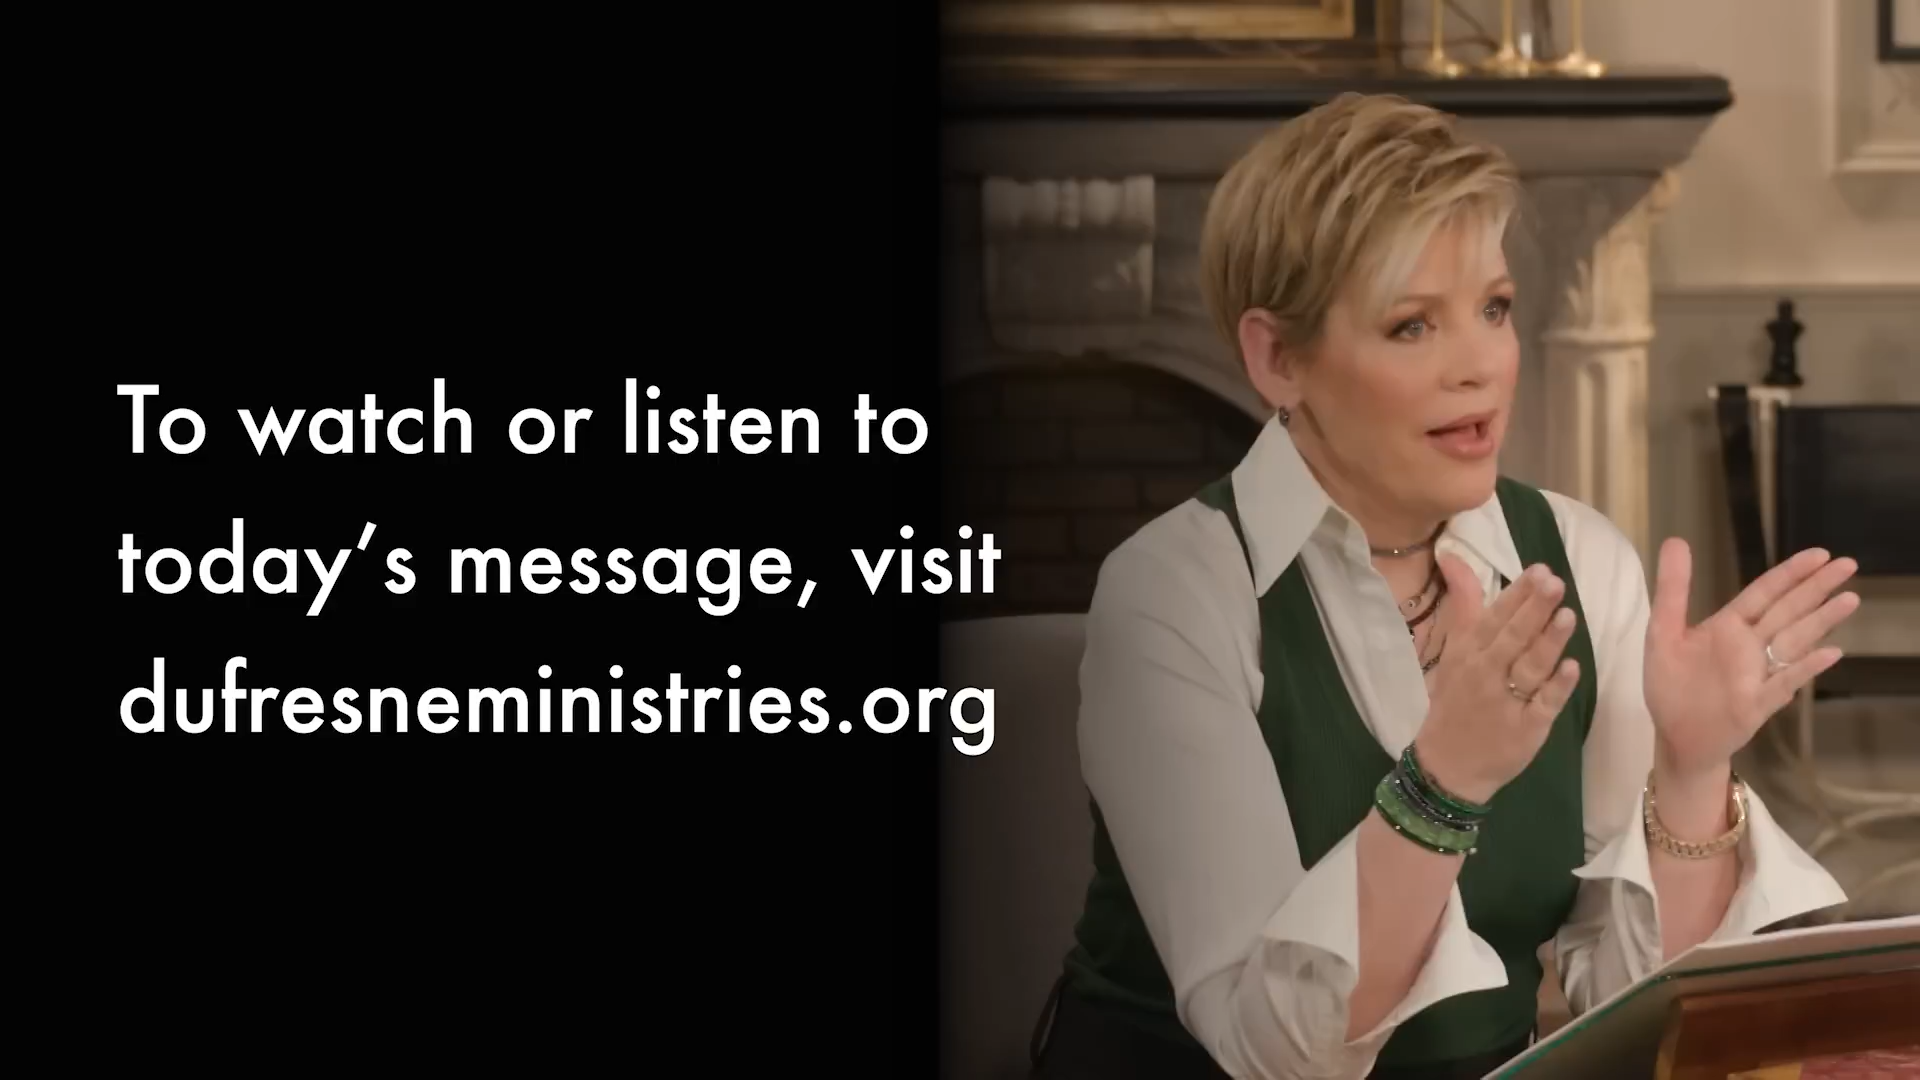 To watch or listen to
today’s message, visit
dufresneministries.org